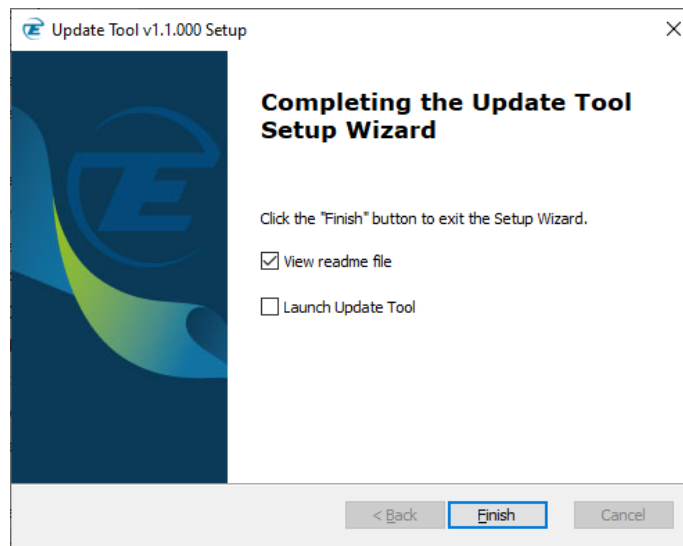 Update Tool v1.1.000 Setup
Completing the Update Tool
Setup Wizard
Click the "Finish" button to exit the Setup Wizard.
View readme file
Launch Update Tool
< Back
Finish
Cancel